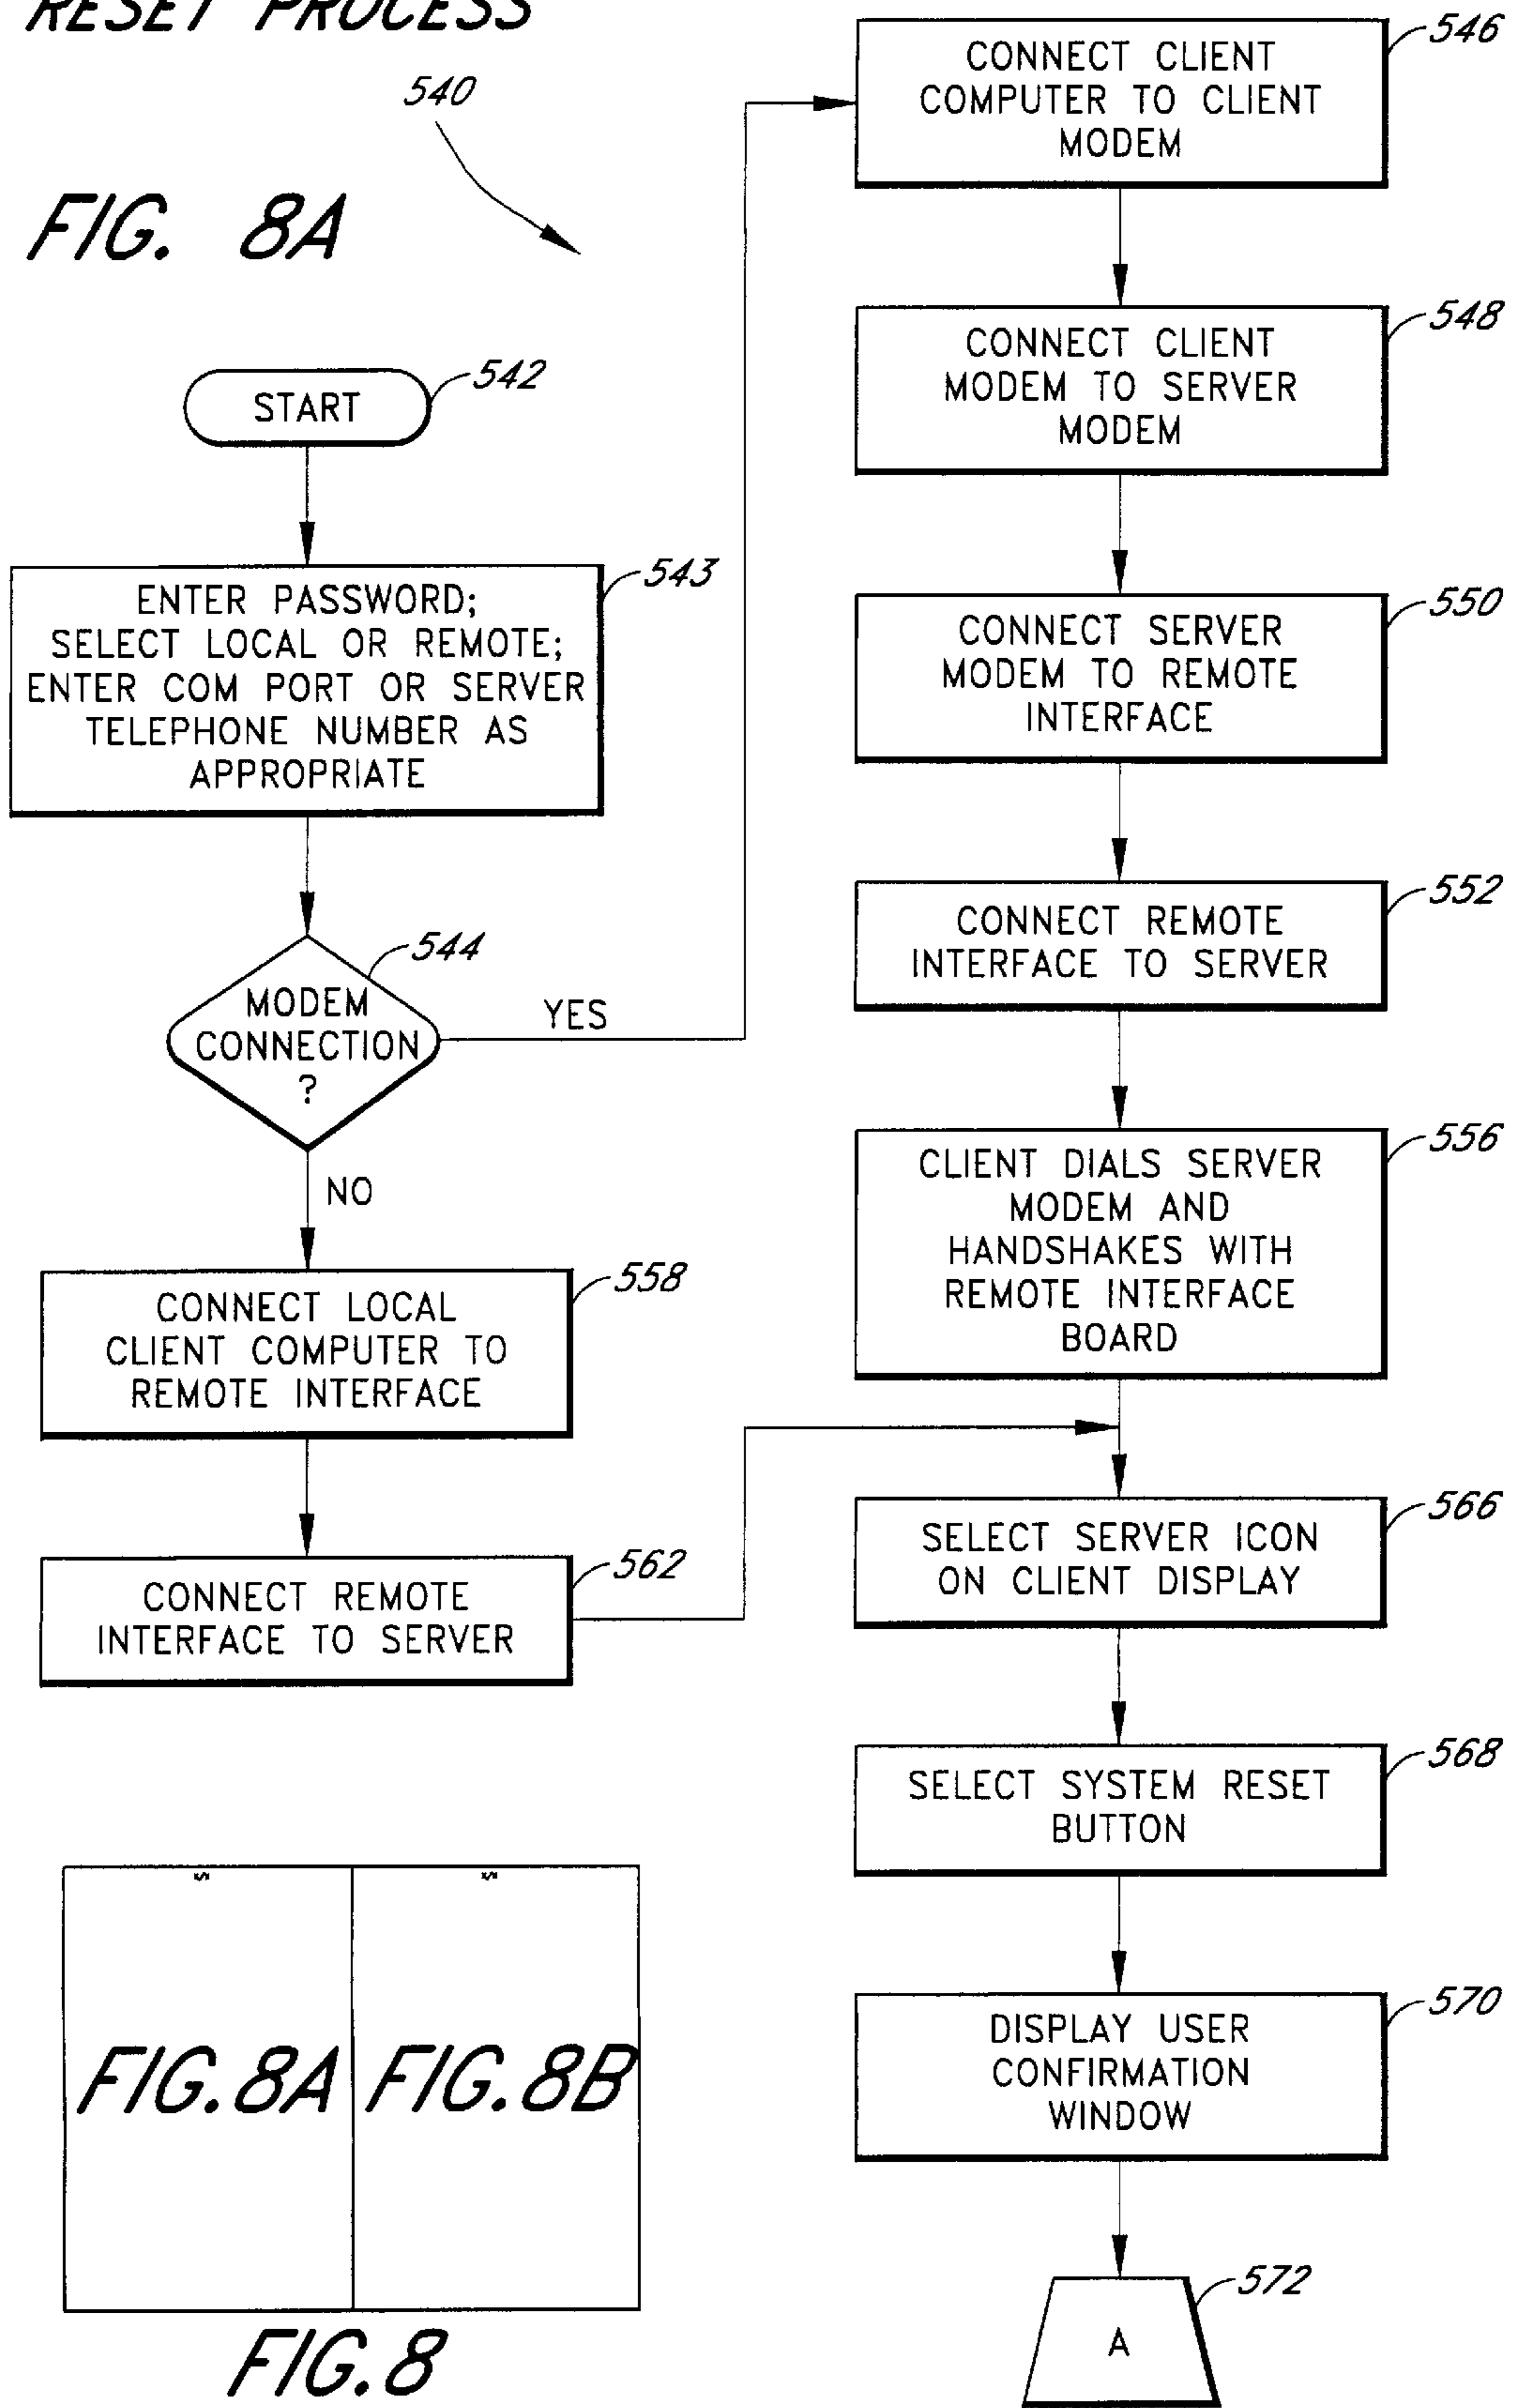 RESET PROCESS
540
FIG. 8A
START
542
ENTER PASSWORD;
SELECT LOCAL OR REMOTE;
ENTER COM PORT OR SERVER
TELEPHONE NUMBER AS
APPROPRIATE
543
MODEM
CONNECTION
?
544
YES
NO
CONNECT LOCAL
CLIENT COMPUTER TO
REMOTE INTERFACE
558
CONNECT REMOTE
INTERFACE TO SERVER
562
CONNECT CLIENT
COMPUTER TO CLIENT
MODEM
546
CONNECT CLIENT
MODEM TO SERVER
MODEM
548
CONNECT SERVER
MODEM TO REMOTE
INTERFACE
550
CONNECT REMOTE
INTERFACE TO SERVER
552
CLIENT DIALS SERVER
MODEM AND
HANDSHAKES WITH
REMOTE INTERFACE
BOARD
556
SELECT SERVER ICON
ON CLIENT DISPLAY
566
SELECT SYSTEM RESET
BUTTON
568
DISPLAY USER
CONFIRMATION
WINDOW
570
A
572
FIG.8A
FIG.8B
FIG.8